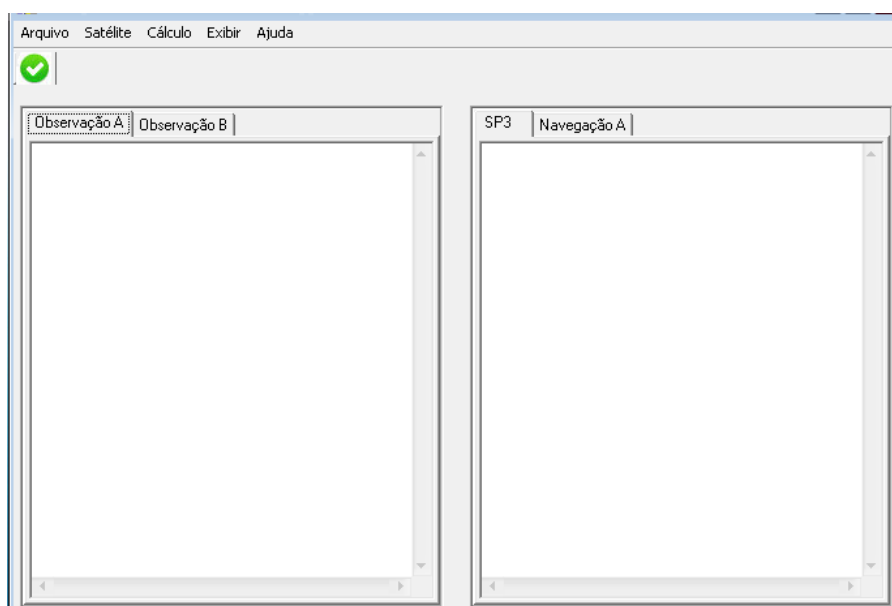 Arquivo Satélite Cálculo Exibir Ajuda
Observação A Observação B
SP3 Navegação A